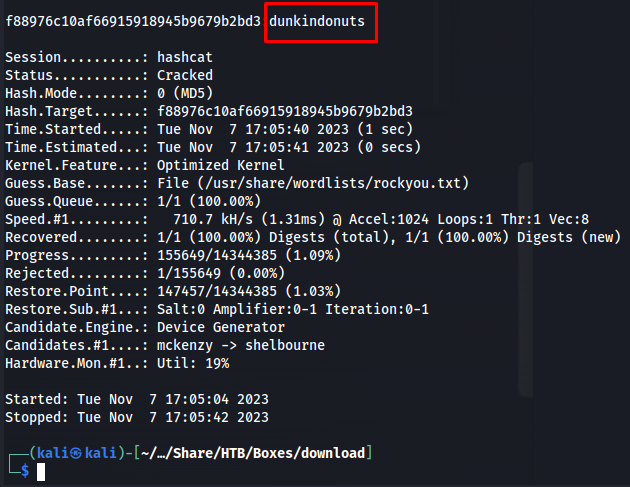 f88976c10af66915918945b9679b2bd3:dunkindonuts
Session..........: hashcat
Status...........: Cracked
Hash.Mode........: 0 (MD5)
Hash.Target......: f88976c10af66915918945b9679b2bd3
Time.Started.....: Tue Nov  7 17:05:40 2023 (1 sec)
Time.Estimated...: Tue Nov  7 17:05:41 2023 (0 secs)
Kernel.Feature...: Optimized Kernel
Guess.Base.......: File (/usr/share/wordlists/rockyou.txt)
Guess.Queue......: 1/1 (100.00%)
Speed.#1.........:   710.7 kH/s (1.31ms) @ Accel:1024 Loops:1 Thr:1 Vec:8
Recovered........: 1/1 (100.00%) Digests (total), 1/1 (100.00%) Digests (new)
Progress.........: 155649/14344385 (1.09%)
Rejected.........: 1/155649 (0.00%)
Restore.Point....: 147457/14344385 (1.03%)
Restore.Sub.#1...: Salt:0 Amplifier:0-1 Iteration:0-1
Candidate.Engine.: Device Generator
Candidates.#1....: mckenzy -> shelbourne
Hardware.Mon.#1..: Util: 19%
Started: Tue Nov  7 17:05:04 2023
Stopped: Tue Nov  7 17:05:42 2023
┌──(kali㉿kali)-[~/…/Share/HTB/Boxes/download]
└─$